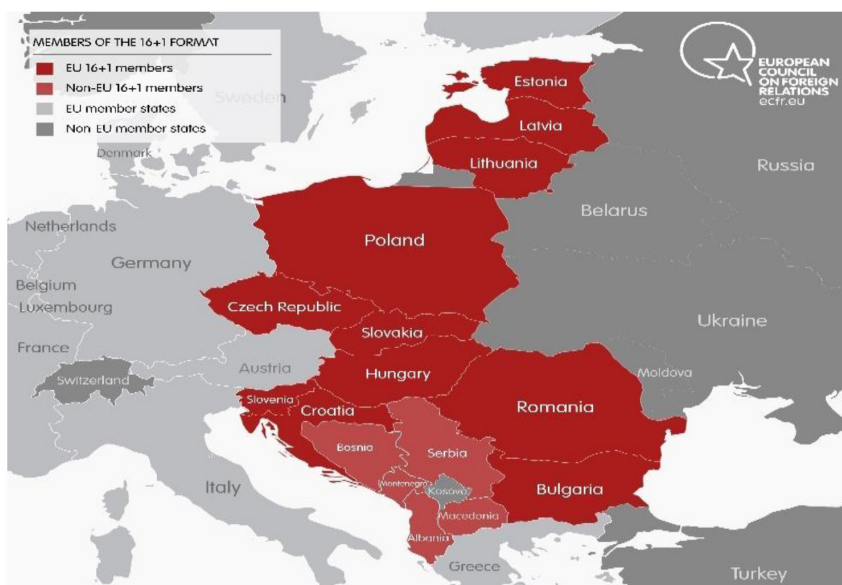 MEMBERS OF THE 16+1 FORMAT
EU 16+1 members
Non-EU 16+1 members
EU member states
Non-EU member states
EUROPEAN
COUNCIL
ON FOREIGN
RELATIONS
ecfr.eu
Sweden
Estonia
Latvia
Denmark
Lithuania
Russia
Belarus
Netherlands
Poland
Germany
Belgium
Luxembourg
Czech Republic
Ukraine
Slovakia
France
Austria
Moldova
Switzerland
Hungary
Slovenia
Croatia
Romania
Bosnia
Serbia
Italy
Montenegro
Kosovo
Bulgaria
Macedonia
Albania
Greece
Turkey